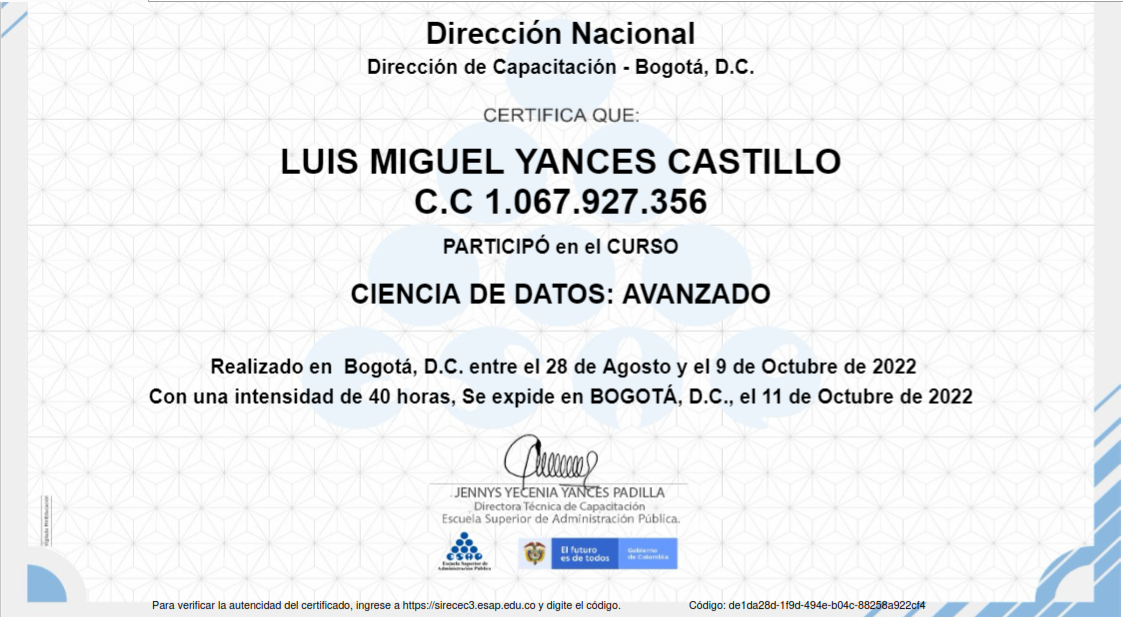 Dirección Nacional
Dirección de Capacitación - Bogotá, D.C.
CERTIFICA QUE:
LUIS MIGUEL YANCES CASTILLO
C.C 1.067.927.356
PARTICIPÓ en el CURSO
CIENCIA DE DATOS: AVANZADO
Realizado en  Bogotá, D.C. entre el 28 de Agosto y el 9 de Octubre de 2022
Con una intensidad de 40 horas, Se expide en BOGOTÁ, D.C., el 11 de Octubre de 2022
JENNYS YECENIA YANCES PADILLA
Directora Técnica de Capacitación
Escuela Superior de Administración Pública.
esap
Escuela Superior de
Administración Pública
El futuro
es de todos
Gobierno
de Colombia
Para verificar la autencidad del certificado, ingrese a https://sirecec3.esap.edu.co y digite el código.
Código: de1da28d-1f9d-494e-b04c-88258a922cf4